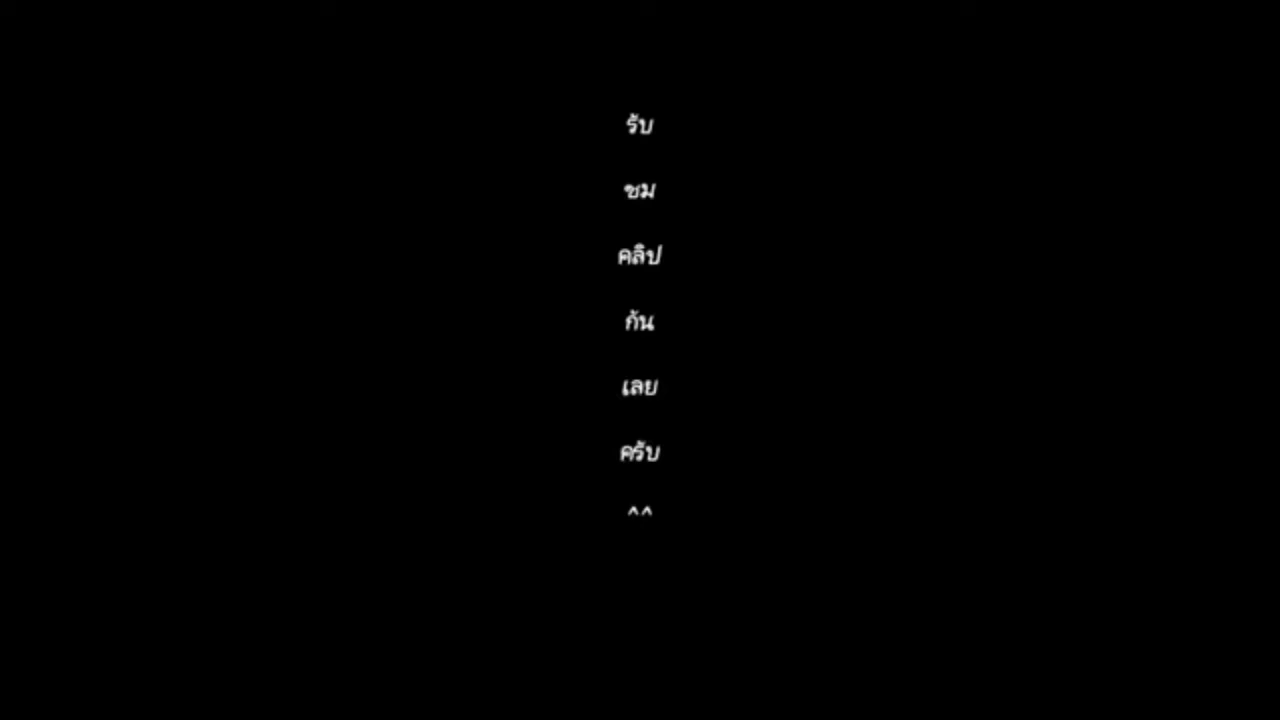 รับ
ชม
คลิป
กัน
เลย
ครับ
^^